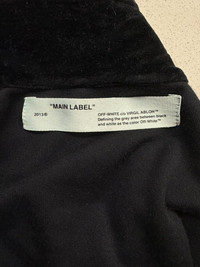 "MAIN LABEL"
2013/®
OFF-WHITE c/o VIRGIL ABLOH™
Defining the grey area between black
and white as the color Off-White™